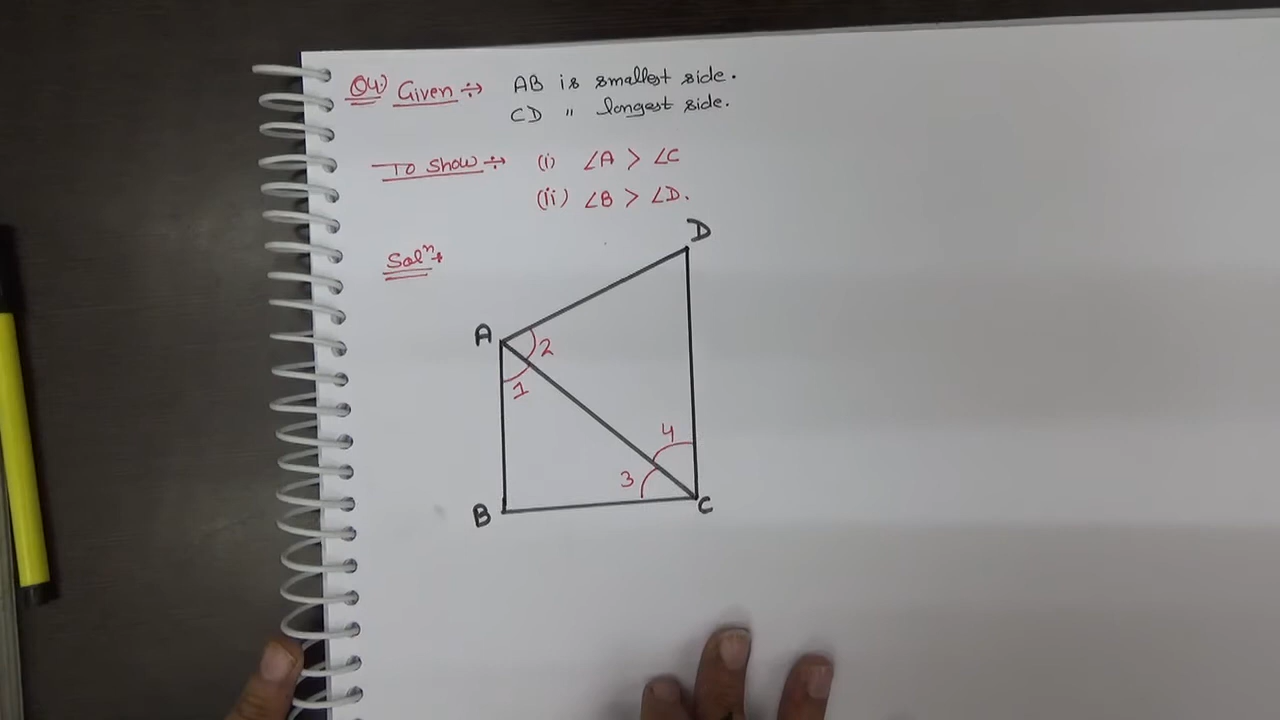 Q4.) Given ÷ AB is smallest side.
CD " longest side.
To Show ÷ (i) ∠A > ∠C
(ii) ∠B > ∠D.
Solⁿ→
D
A
2
1
4
3
B
C